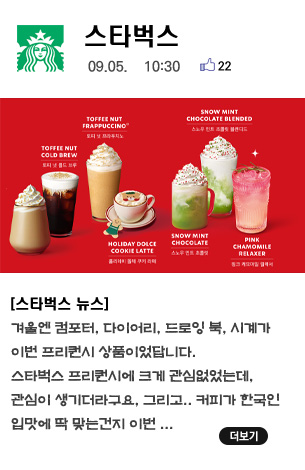 스타벅스
09.05. 10:30 22
TOFFEE NUT
FRAPPUCCINO®
토피 넛 프라푸치노
TOFFEE NUT
COLD BREW
토피 넛 콜드 브루
HOLIDAY DOLCE
COOKIE LATTE
홀리데이 돌체 쿠키 라떼
SNOW MINT
CHOCOLATE BLENDED
스노우 민트 초콜릿 블렌디드
SNOW MINT
CHOCOLATE
스노우 민트 초콜릿
PINK
CHAMOMILE
RELAXER
핑크 캐모마일 릴렉서
[스타벅스 뉴스]
겨울엔 컴포터, 다이어리, 드로잉 북, 시계가
이번 프리퀀시 상품이었답니다.
스타벅스 프리퀀시에 크게 관심없었는데,
관심이 생기더라구요, 그리고.. 커피가 한국인
입맛에 딱 맞는건지 이번 ...
더보기